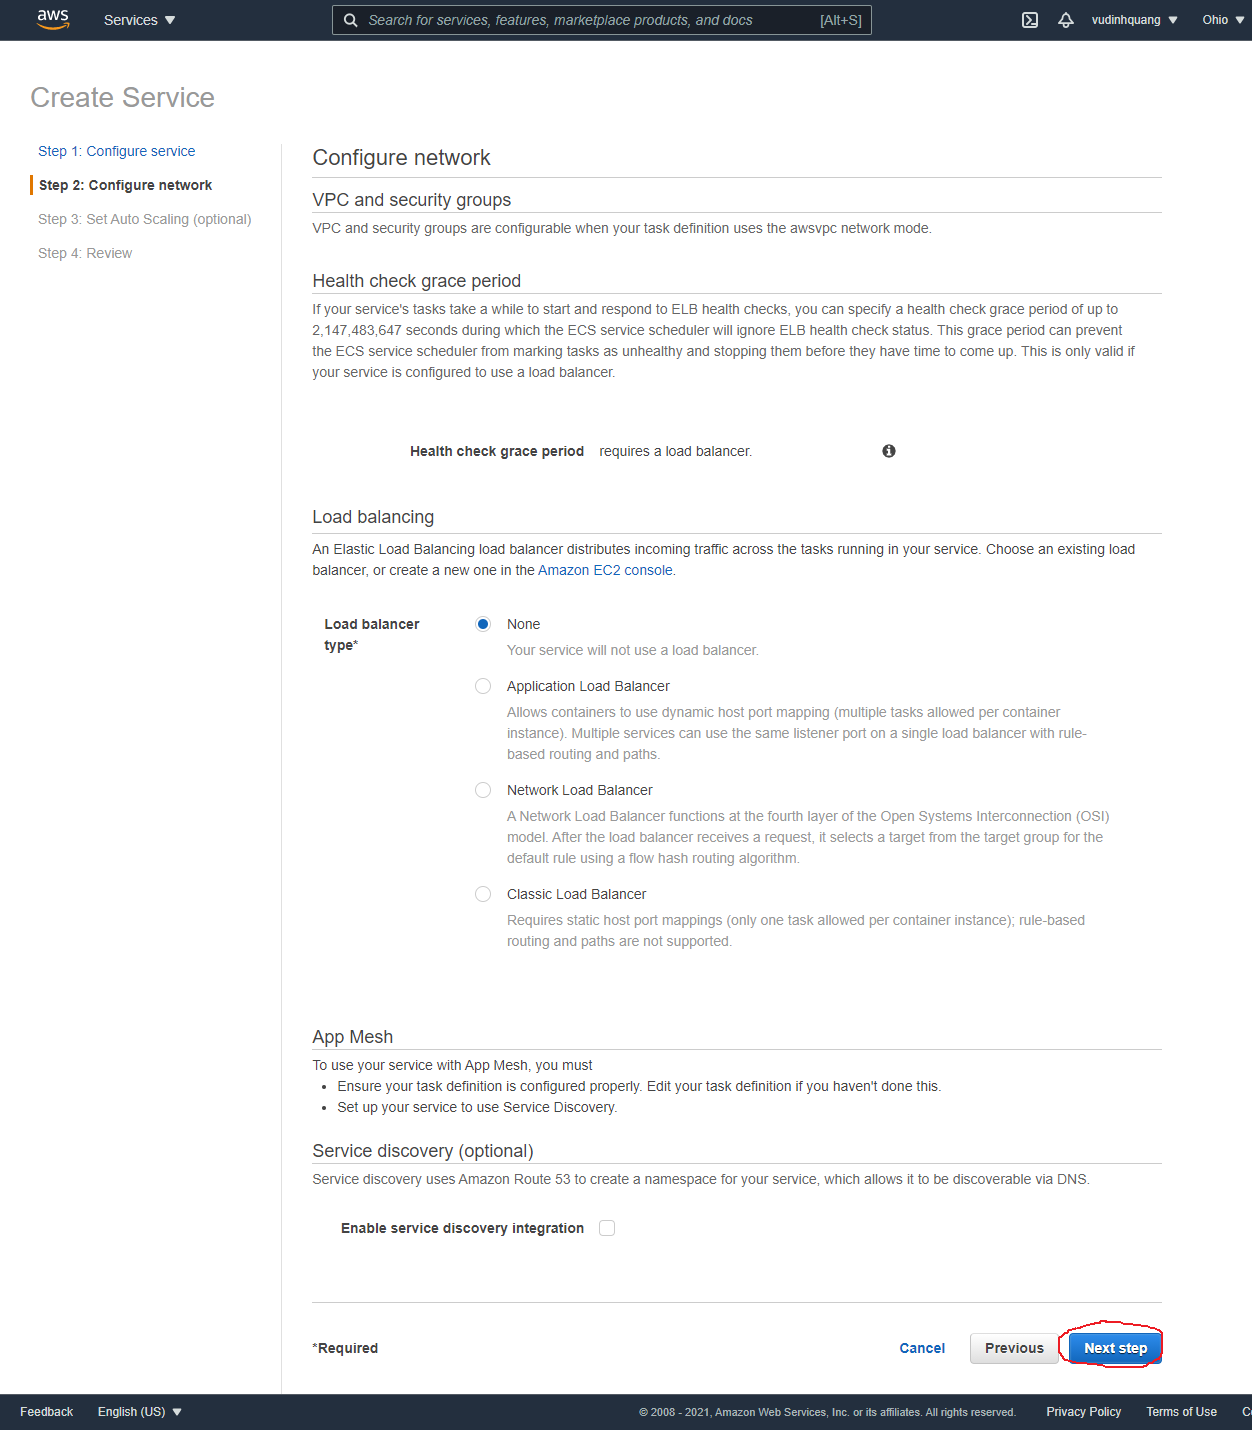 aws
Services
Search for services, features, marketplace products, and docs
[Alt+S]
vudinhquang
Ohio
Create Service
Step 1: Configure service
Step 2: Configure network
Step 3: Set Auto Scaling (optional)
Step 4: Review
Configure network
VPC and security groups
VPC and security groups are configurable when your task definition uses the awsvpc network mode.
Health check grace period
If your service's tasks take a while to start and respond to ELB health checks, you can specify a health check grace period of up to
2,147,483,647 seconds during which the ECS service scheduler will ignore ELB health check status. This grace period can prevent
the ECS service scheduler from marking tasks as unhealthy and stopping them before they have time to come up. This is only valid if
your service is configured to use a load balancer.
Health check grace period requires a load balancer.
Load balancing
An Elastic Load Balancing load balancer distributes incoming traffic across the tasks running in your service. Choose an existing load
balancer, or create a new one in the Amazon EC2 console.
Load balancer
type*
None
Your service will not use a load balancer.
Application Load Balancer
Allows containers to use dynamic host port mapping (multiple tasks allowed per container
instance). Multiple services can use the same listener port on a single load balancer with rule-
based routing and paths.
Network Load Balancer
A Network Load Balancer functions at the fourth layer of the Open Systems Interconnection (OSI)
model. After the load balancer receives a request, it selects a target from the target group for the
default rule using a flow hash routing algorithm.
Classic Load Balancer
Requires static host port mappings (only one task allowed per container instance); rule-based
routing and paths are not supported.
App Mesh
To use your service with App Mesh, you must
• Ensure your task definition is configured properly. Edit your task definition if you haven't done this.
• Set up your service to use Service Discovery.
Service discovery (optional)
Service discovery uses Amazon Route 53 to create a namespace for your service, which allows it to be discoverable via DNS.
Enable service discovery integration
*Required
Cancel
Previous
Next step
Feedback
English (US)
© 2008 - 2021, Amazon Web Services, Inc. or its affiliates. All rights reserved.
Privacy Policy
Terms of Use